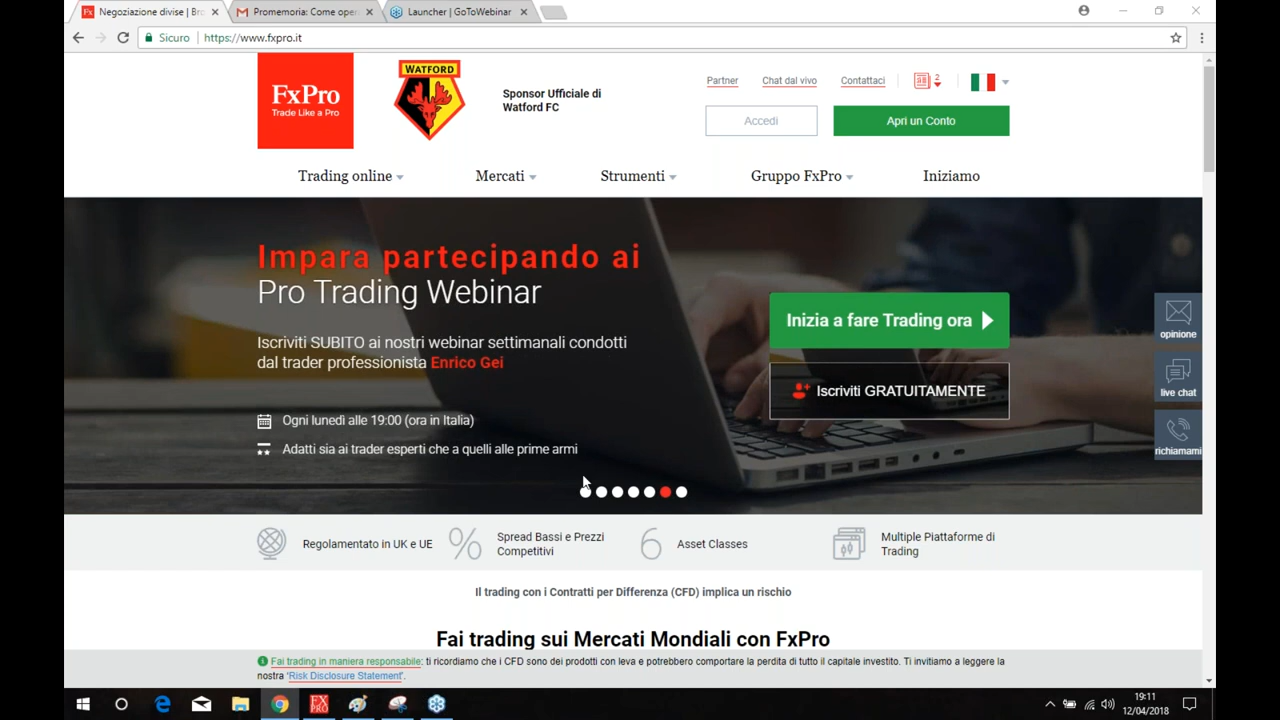 Negoziazione divise | Bro
Promemoria: Come oper
Launcher | GoToWebinar
Sicuro
https://www.fxpro.it
FxPro
Trade Like a Pro
WATFORD
Sponsor Ufficiale di
Watford FC
Partner
Chat dal vivo
Contattaci
2
Accedi
Apri un Conto
Trading online
Mercati
Strumenti
Gruppo FxPro
Iniziamo
Impara partecipando ai
Pro Trading Webinar
Iscriviti SUBITO ai nostri webinar settimanali condotti
dal trader professionista Enrico Gei
Ogni lunedì alle 19:00 (ora in Italia)
Adatti sia ai trader esperti che a quelli alle prime armi
Inizia a fare Trading ora
Iscriviti GRATUITAMENTE
opinione
live chat
richiamami
Regolamentato in UK e UE
%
Spread Bassi e Prezzi
Competitivi
6
Asset Classes
Multiple Piattaforme di
Trading
Il trading con i Contratti per Differenza (CFD) implica un rischio
Fai trading sui Mercati Mondiali con FxPro
Fai trading in maniera responsabile: ti ricordiamo che i CFD sono dei prodotti con leva e potrebbero comportare la perdita di tutto il capitale investito. Ti invitiamo a leggere la
nostra 'Risk Disclosure Statement'.
FX
PRO
19:11
12/04/2018